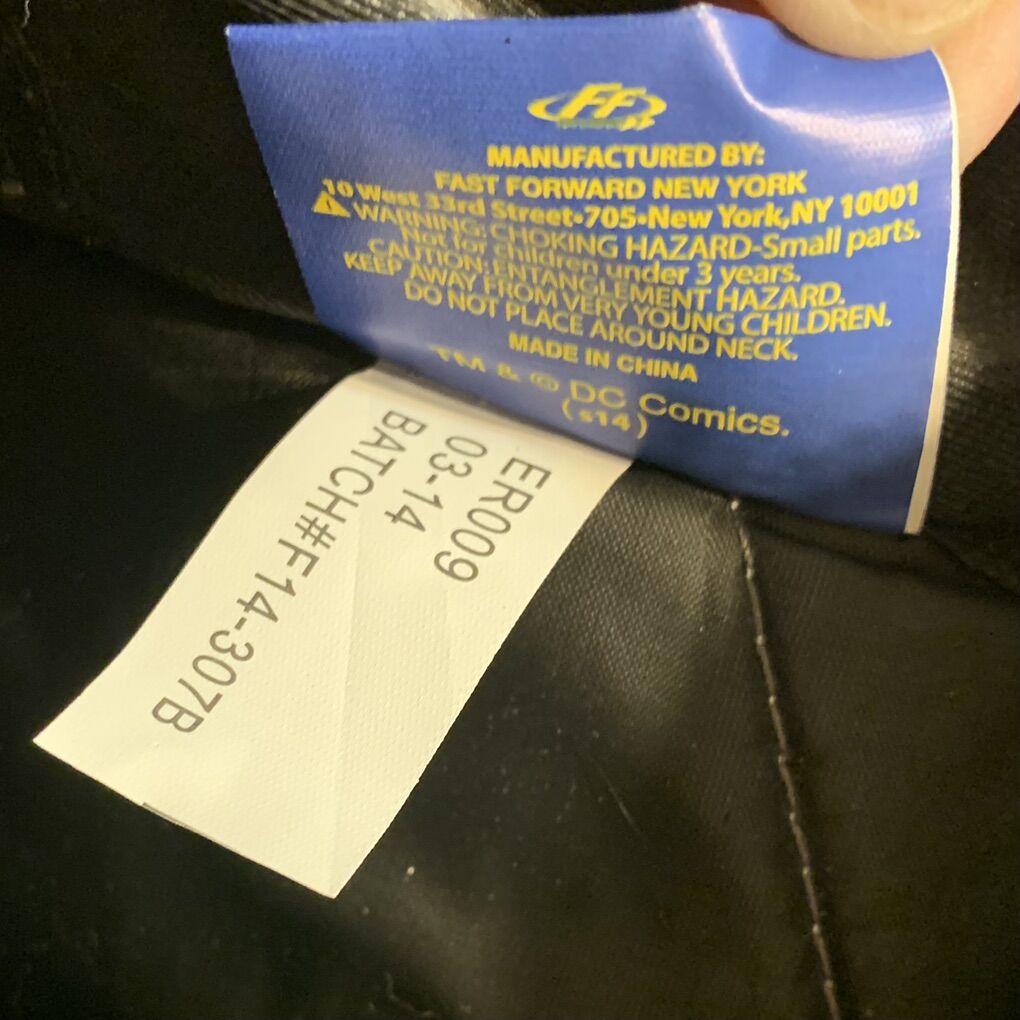 FF
MANUFACTURED BY:
FAST FORWARD NEW YORK
10 West 33rd Street•705•New York,NY 10001
WARNING: CHOKING HAZARD-Small parts.
Not for children under 3 years.
CAUTION: ENTANGLEMENT HAZARD.
KEEP AWAY FROM VERY YOUNG CHILDREN.
DO NOT PLACE AROUND NECK.
MADE IN CHINA
TM & © DC Comics.
(s14)
ER009
03-14
BATCH#F14-307B